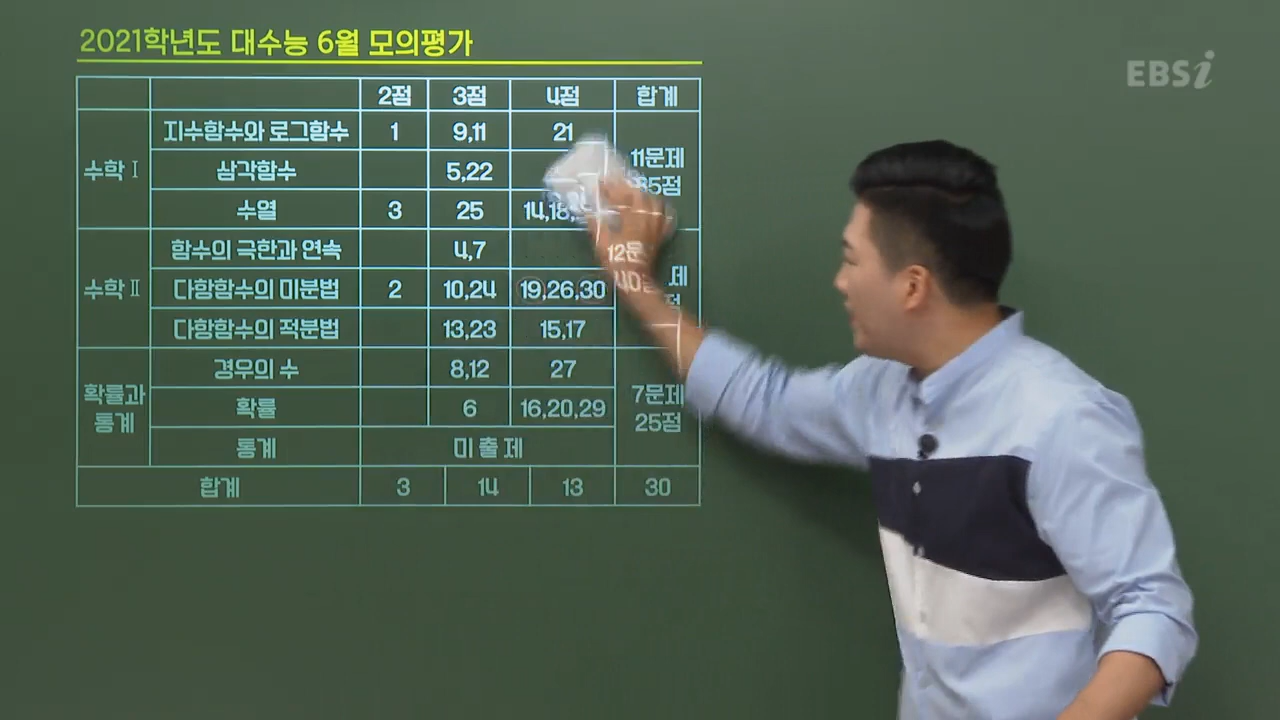 2021학년도 대수능 6월 모의평가
EBSi
2점 3점 4점 합계
수학Ⅰ 지수함수와 로그함수 1 9,11 21 11문제
삼각함수 5,22
수열 3 25 14,18,
수학Ⅱ 함수의 극한과 연속 4,7
다항함수의 미분법 2 10,24 19,26,30
다항함수의 적분법 13,23 15,17
확률과 통계 경우의 수 8,12 27 7문제
확률 6 16,20,29 25점
통계 미출제
합계 3 14 13 30